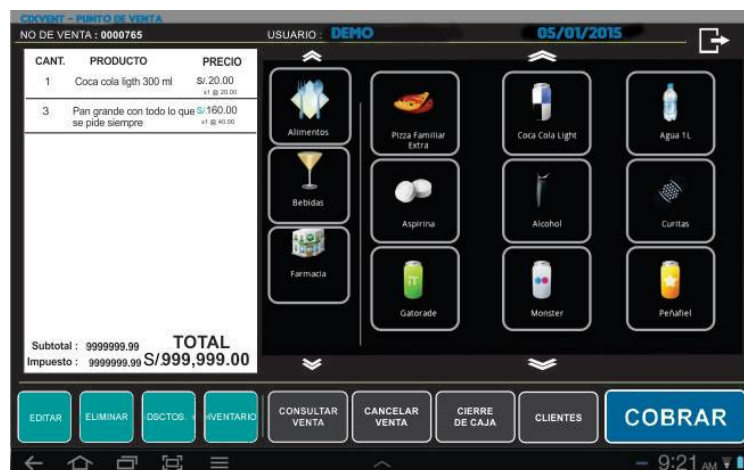 CIXVENT - PUNTO DE VENTA
NO DE VENTA : 0000765
USUARIO : DEMO
05/01/2015
CANT. PRODUCTO PRECIO
1 Coca cola ligth 300 ml S/.20.00
x1 @ 20.00
3 Pan grande con todo lo que S/.160.00
se pide siempre x1 @ 40.00
Subtotal : 9999999.99 TOTAL
Impuesto : 9999999.99 S/.999,999.00
Alimentos
Bebidas
Farmacia
Pizza Familiar
Extra
Coca Cola Light
Agua 1L
Aspirina
Alcohol
Curitas
Gatorade
Monster
Peñafiel
EDITAR
ELIMINAR
DSCTOS.
NVENTARIO
CONSULTAR
VENTA
CANCELAR
VENTA
CIERRE
DE CAJA
CLIENTES
COBRAR
9:21 AM